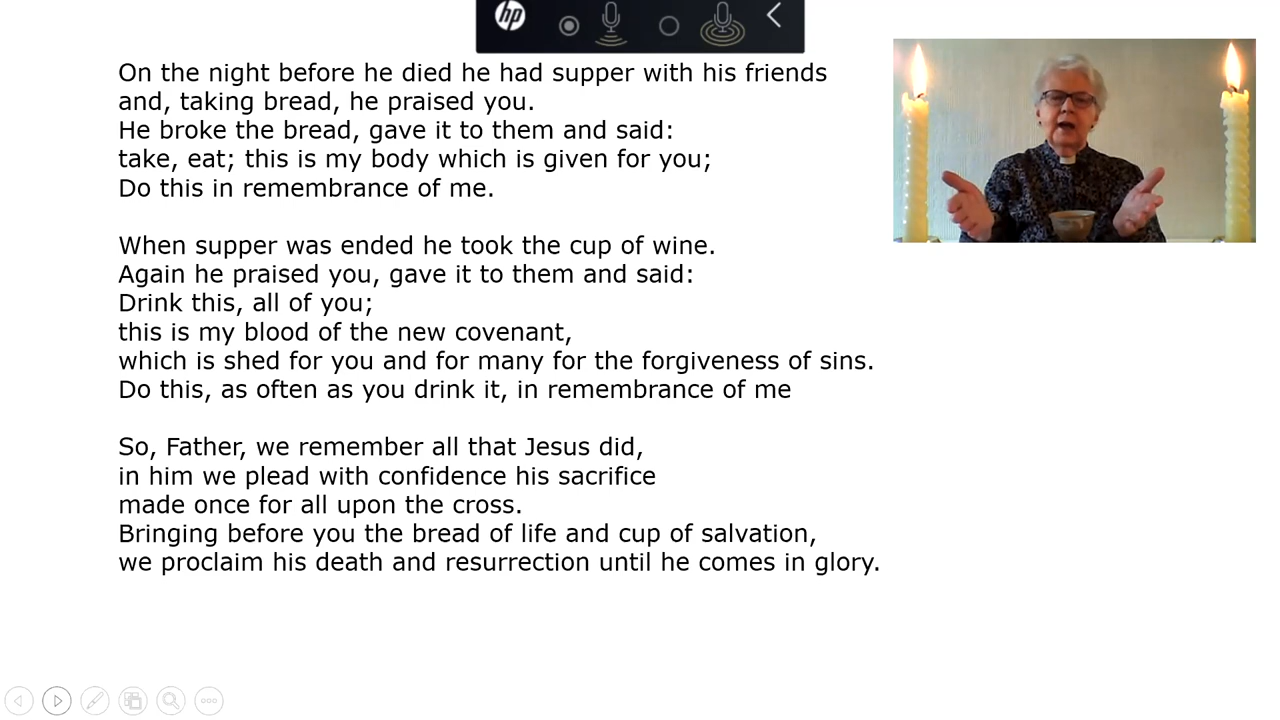 hp
On the night before he died he had supper with his friends
and, taking bread, he praised you.
He broke the bread, gave it to them and said:
take, eat; this is my body which is given for you;
Do this in remembrance of me.
When supper was ended he took the cup of wine.
Again he praised you, gave it to them and said:
Drink this, all of you;
this is my blood of the new covenant,
which is shed for you and for many for the forgiveness of sins.
Do this, as often as you drink it, in remembrance of me
So, Father, we remember all that Jesus did,
in him we plead with confidence his sacrifice
made once for all upon the cross.
Bringing before you the bread of life and cup of salvation,
we proclaim his death and resurrection until he comes in glory.